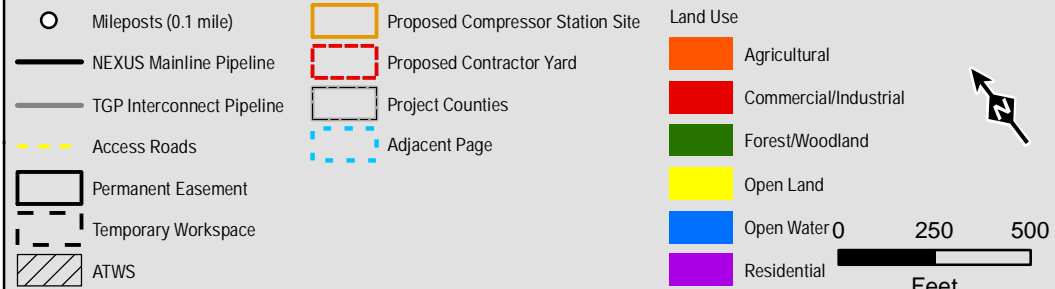 Mileposts (0.1 mile)
NEXUS Mainline Pipeline
TGP Interconnect Pipeline
Access Roads
Permanent Easement
Temporary Workspace
ATWS
Proposed Compressor Station Site
Proposed Contractor Yard
Project Counties
Adjacent Page
Land Use
Agricultural
Commercial/Industrial
Forest/Woodland
Open Land
Open Water
Residential
N
0 250 500
Feet